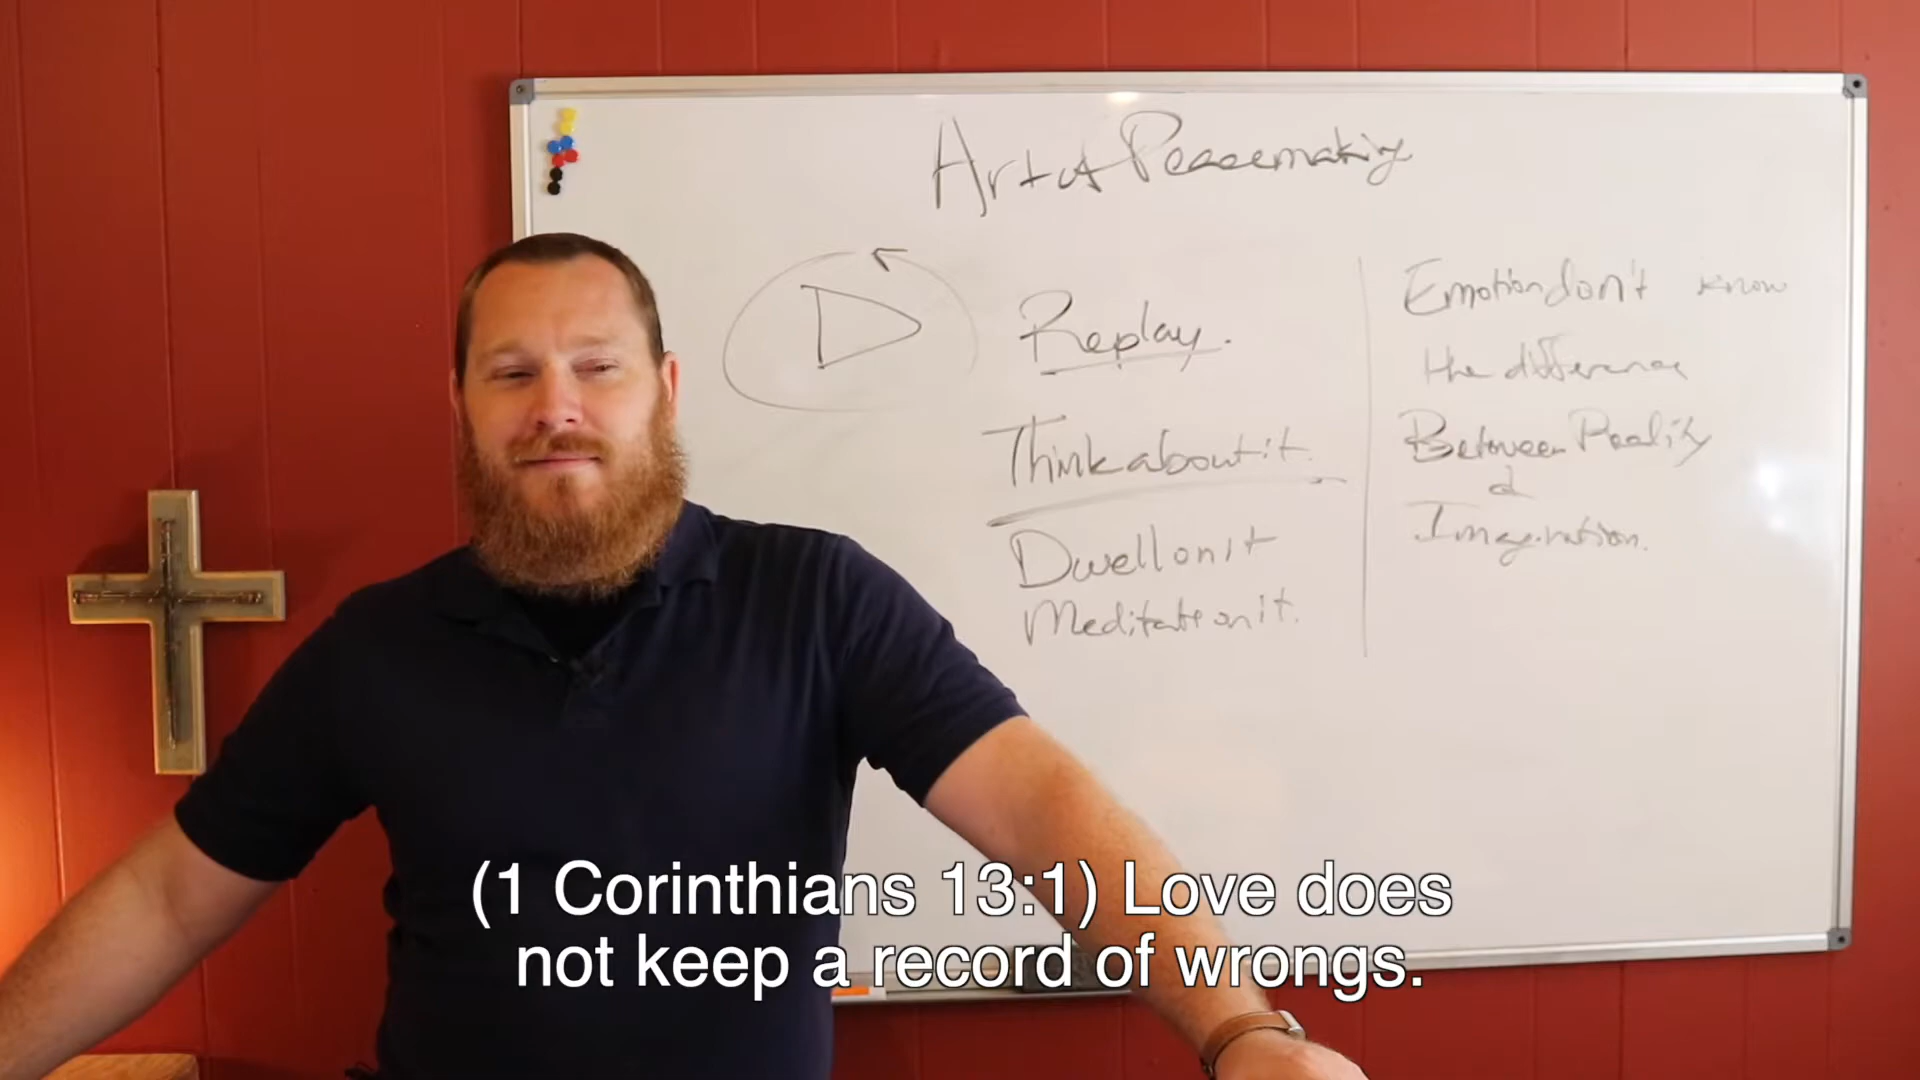 Art of Peacemaking
Replay.
Think about it.
Dwell on it
Meditate on it.
Emotion don't know
the difference
Between Reality
&
Imagination.
(1 Corinthians 13:1) Love does
not keep a record of wrongs.